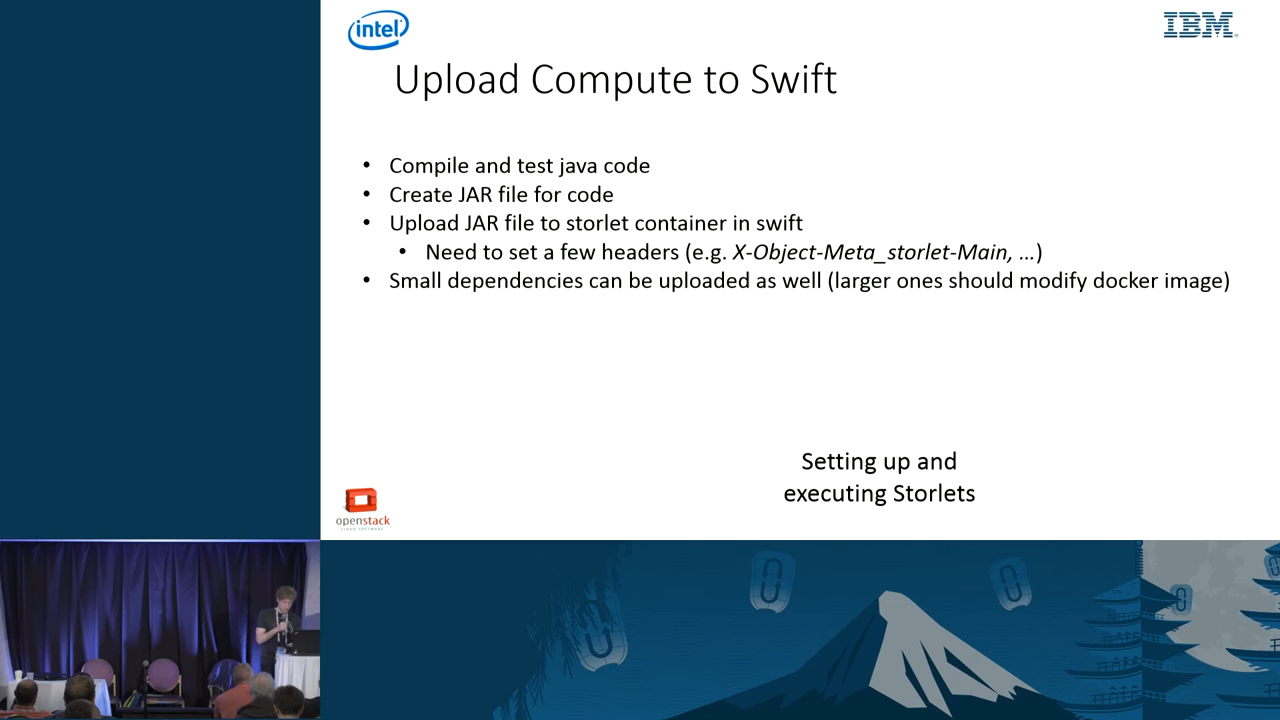 intel
IBM
Upload Compute to Swift
• Compile and test java code
• Create JAR file for code
• Upload JAR file to storlet container in swift
• Need to set a few headers (e.g. X-Object-Meta_storlet-Main, …)
• Small dependencies can be uploaded as well (larger ones should modify docker image)
Setting up and
executing Storlets
openstack
CLOUD SOFTWARE